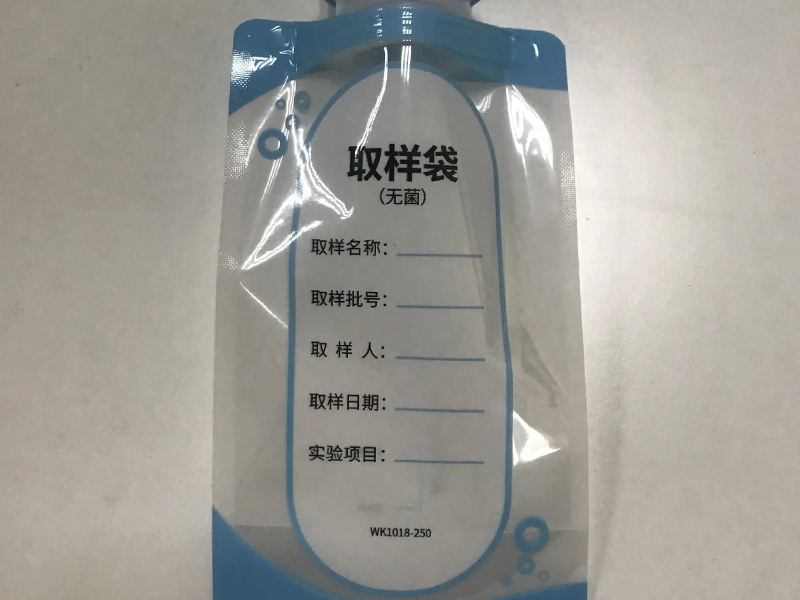 取样袋
（无菌）
取样名称：
取样批号：
取 样 人：
取样日期：
实验项目：
WK1018-250